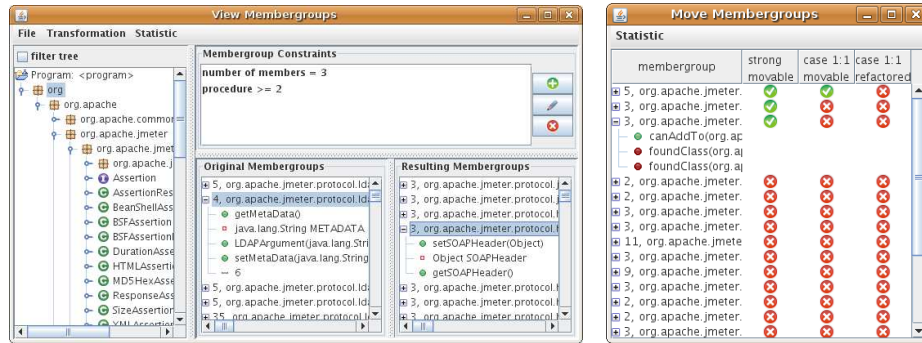 View Membergroups
File Transformation Statistic
filter tree
Program: <program>
org
org.apache
org.apache.commor
org.apache.jmeter
org.apache.jmet
org.apache.j
Assertion
AssertionRes
BeanShellAss
BSFAssertion
BSFAssertionI
DurationAsse
HTMLAsserti
MD5HexAsse
ResponseAss
SizeAssertion
XMLAssertion
Membergroup Constraints
number of members = 3
procedure >= 2
Original Membergroups
5, org.apache.jmeter.protocol.lda
4, org.apache.jmeter.protocol.lda
getMetaData()
java.lang.String METADATA
LDAPArgument(java.lang.Stri
setMetaData(java.lang.String
6
5, org.apache.jmeter.protocol.lda
5, org.apache.jmeter.protocol.lda
35, org.apache.jmeter.protocol.l
Resulting Membergroups
3, org.apache.jmeter.protocol.j
3, org.apache.jmeter.protocol.
3, org.apache.jmeter.protocol.h
3, org.apache.jmeter.protocol.h
setSOAPHeader(Object)
Object SOAPHeader
getSOAPHeader()
3, org.apache.jmeter.protocol.h
3, org.apache.jmeter.protocol.h
3, org.apache.jmeter.protocol.h
Move Membergroups
Statistic
membergroup strong movable case 1:1 movable case 1:1 refactored
5, org.apache.jmeter.
3, org.apache.jmeter.
3, org.apache.jmeter.
canAddTo(org.ap
foundClass(org.a
foundClass(org.a
2, org.apache.jmeter.
2, org.apache.jmeter.
3, org.apache.jmeter.
3, org.apache.jmeter.
11, org.apache.jmete
3, org.apache.jmeter.
9, org.apache.jmeter.
3, org.apache.jmeter.
2, org.apache.jmeter.
2, org.apache.jmeter.
3, org.apache.jmeter.